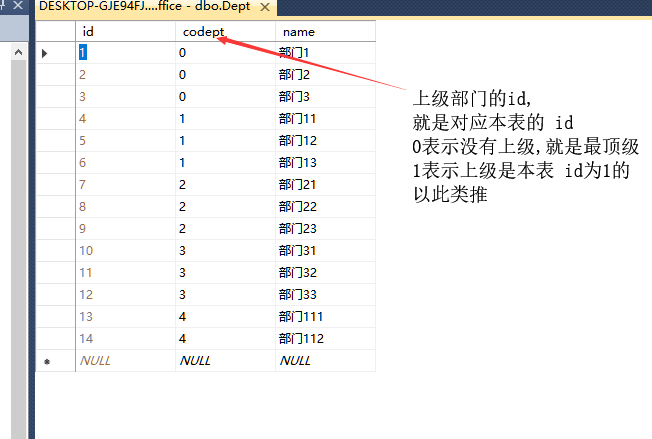 DESKTOP-GJE94FJ....ffice - dbo.Dept
id codept name
1 0 部门1
2 0 部门2
3 0 部门3
4 1 部门11
5 1 部门12
6 1 部门13
7 2 部门21
8 2 部门22
9 2 部门23
10 3 部门31
11 3 部门32
12 3 部门33
13 4 部门111
14 4 部门112
NULL NULL NULL
上级部门的id,
就是对应本表的 id
0表示没有上级,就是最顶级
1表示上级是本表 id为1的
以此类推